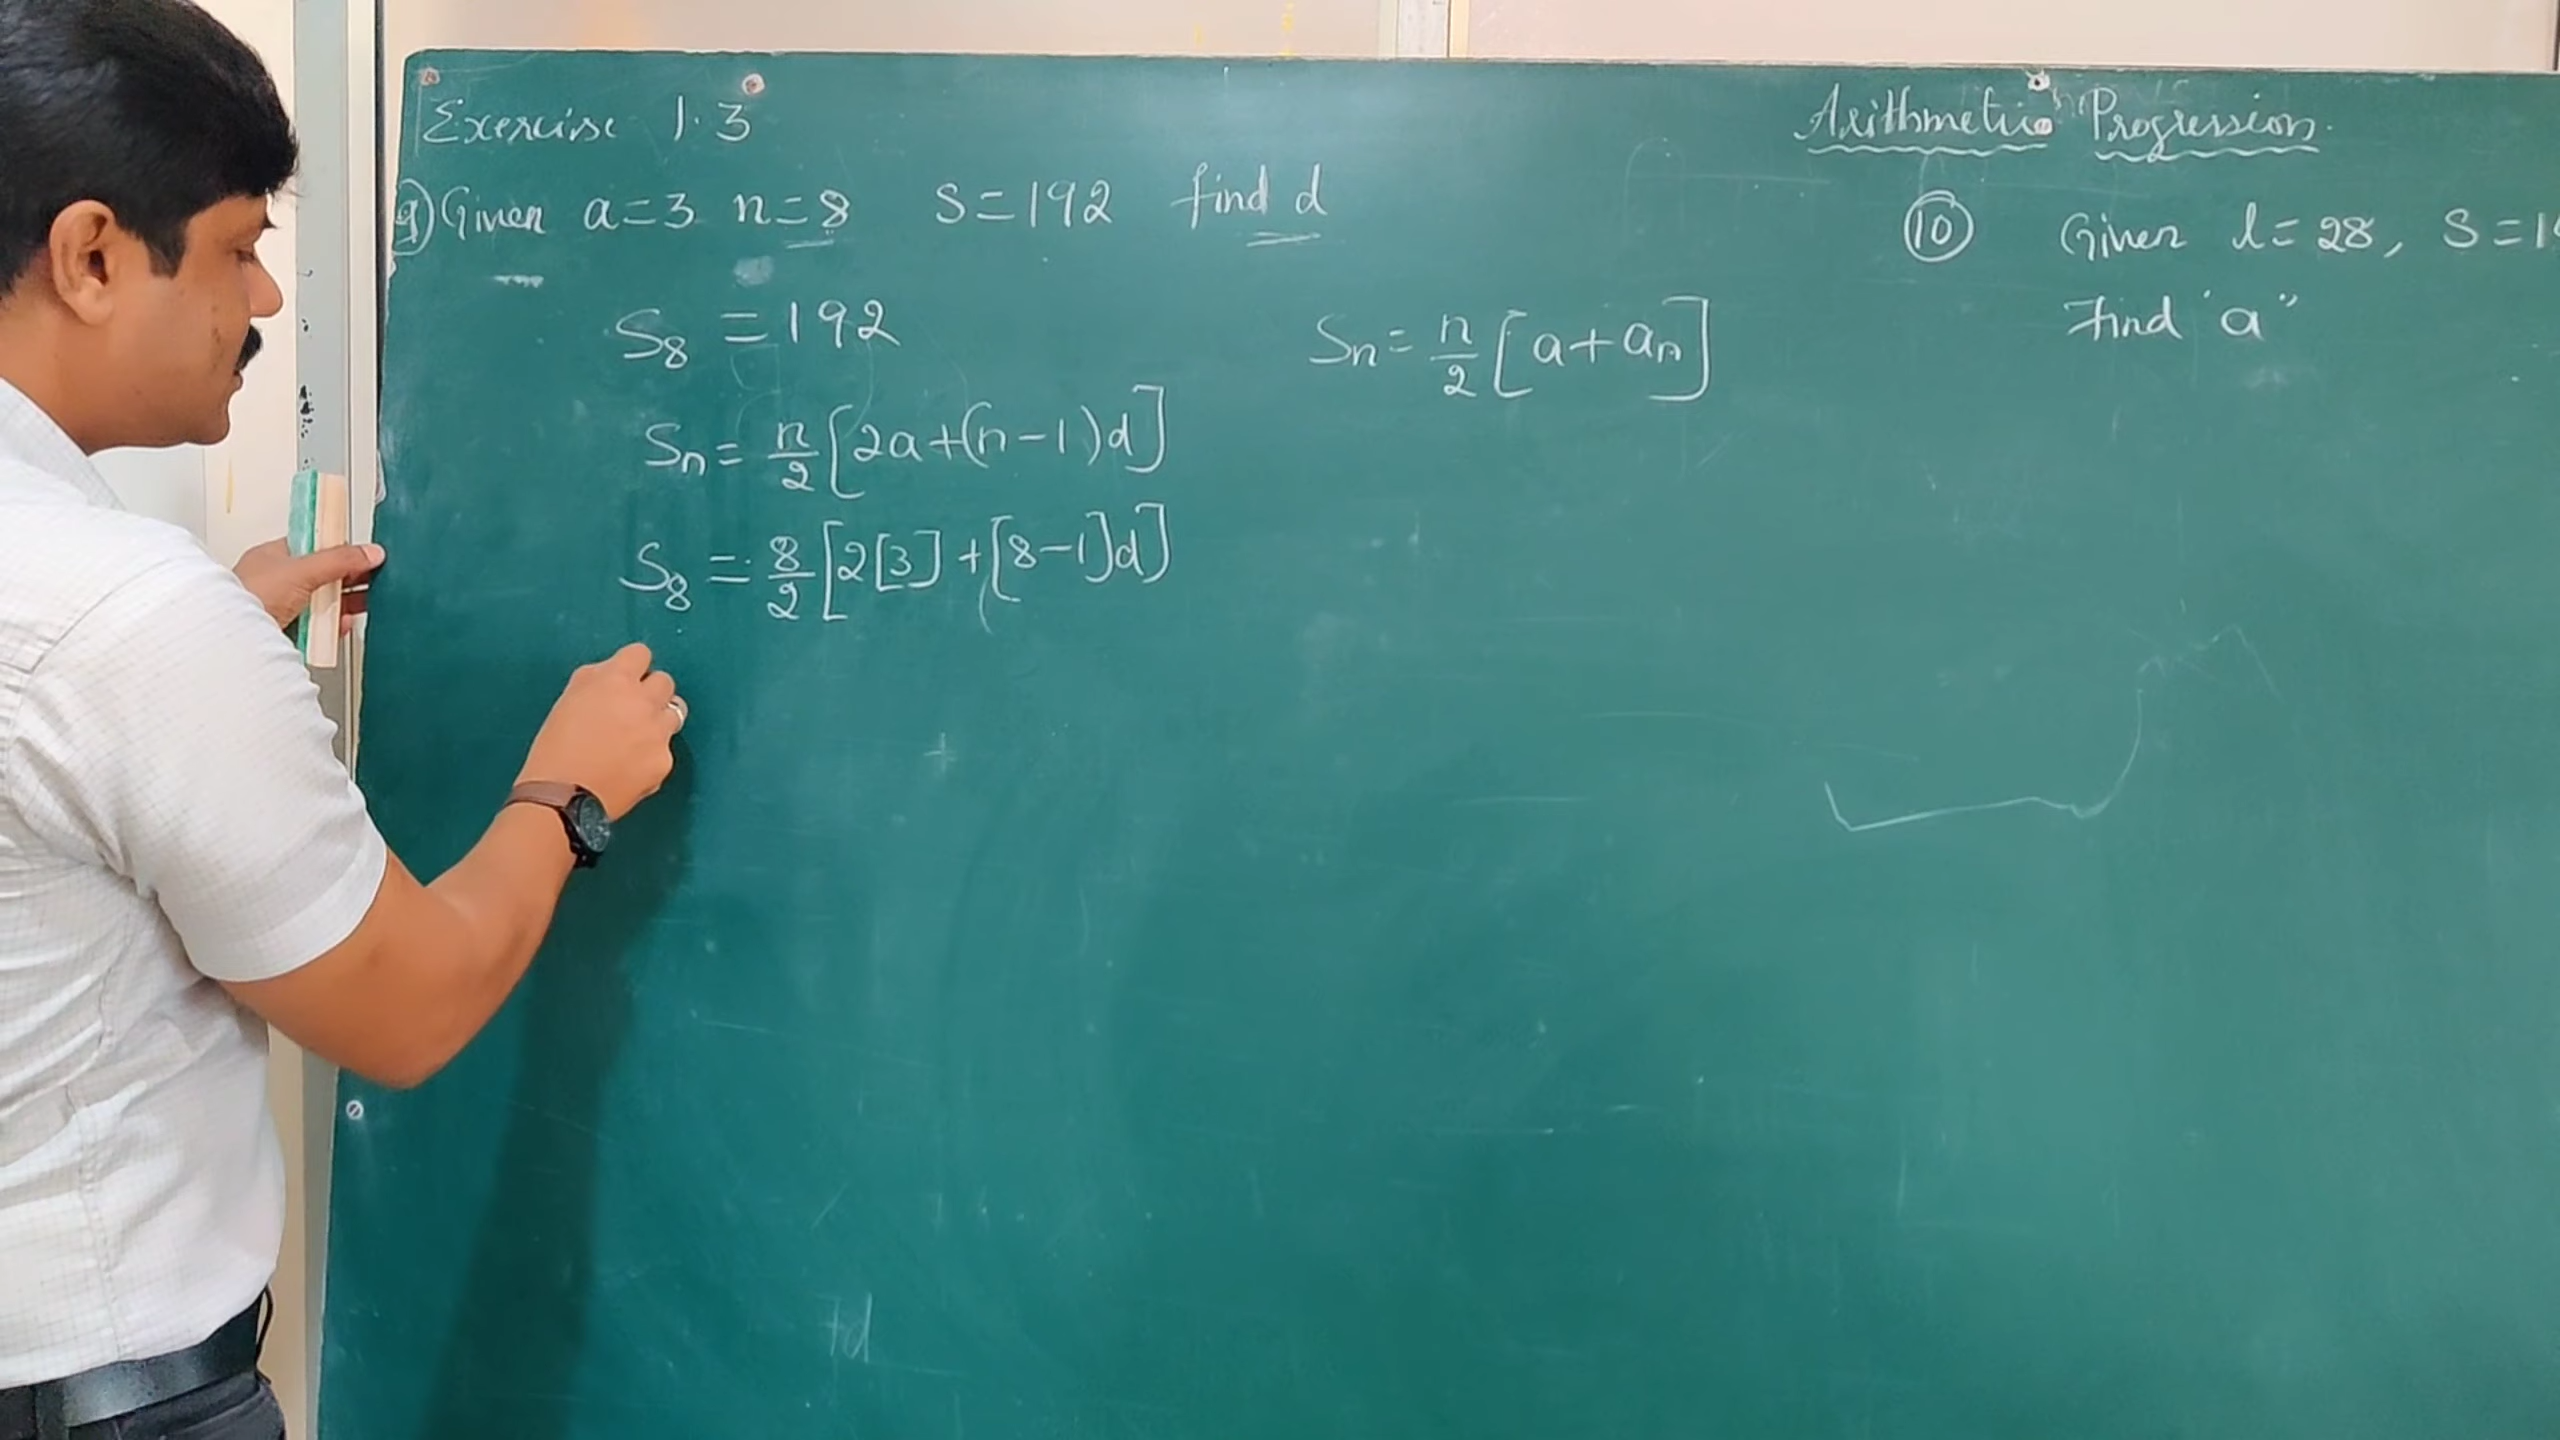 Exercise 1.3
9) Given a=3 n=8 S=192 find d
S₈ =192
Sₙ= n/2 [2a+(n-1)d]
S₈ = 8/2 [2[3] +[8-1]d]
Sₙ= n/2 [a+aₙ]
+d
Arithmetic Progression.
10 Given l=28, S=1
Find "a"